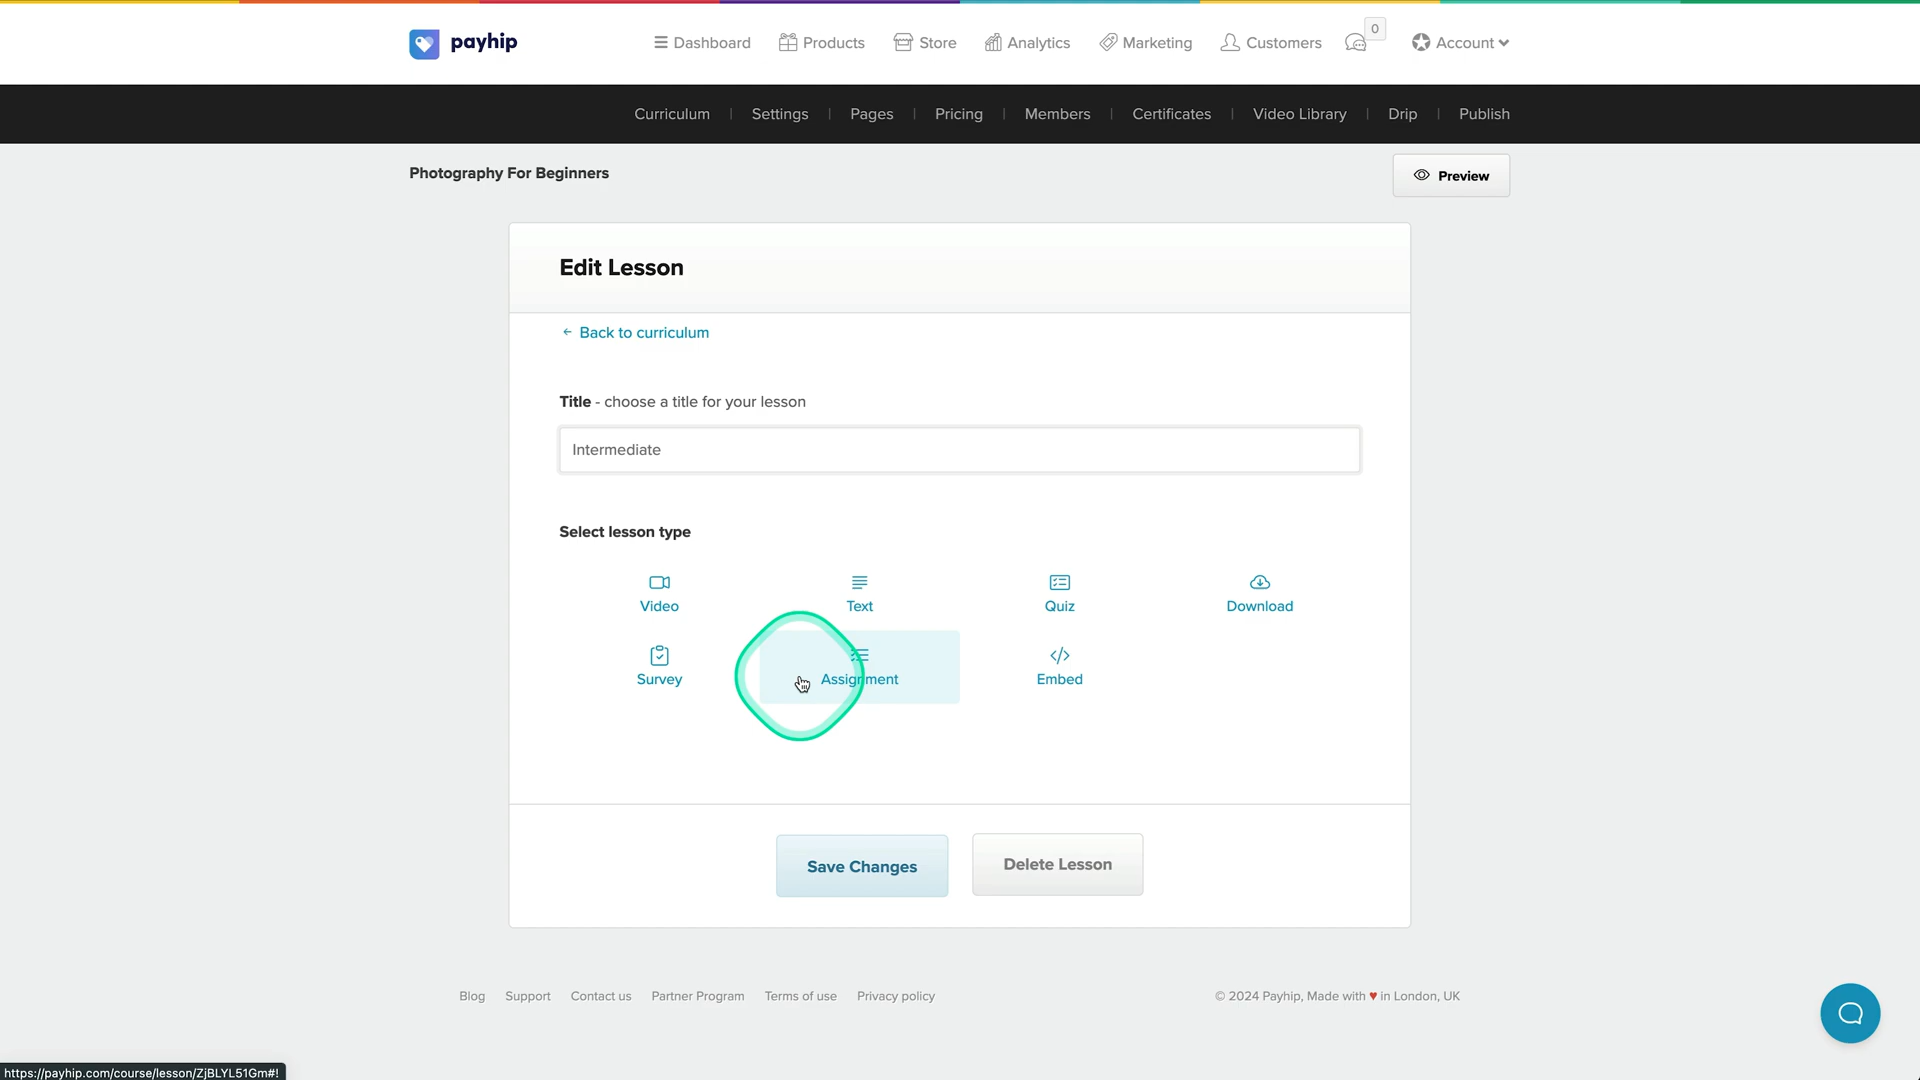 payhip
Dashboard
Products
Store
Analytics
Marketing
Customers
0
Account
Curriculum
Settings
Pages
Pricing
Members
Certificates
Video Library
Drip
Publish
Photography For Beginners
Preview
Edit Lesson
← Back to curriculum
Title - choose a title for your lesson
Intermediate
Select lesson type
Video
Text
Quiz
Download
Survey
Assignment
Embed
Save Changes
Delete Lesson
Blog
Support
Contact us
Partner Program
Terms of use
Privacy policy
© 2024 Payhip, Made with ♥ in London, UK
https://payhip.com/course/lesson/ZjBLYL51Gm#!